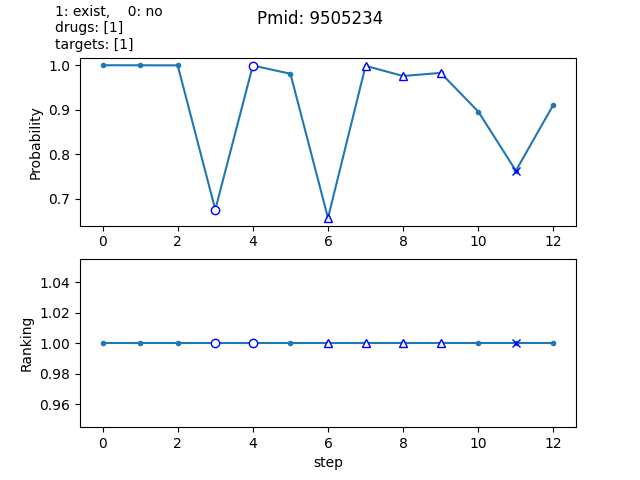 1: exist,    0: no
drugs: [1]
targets: [1]
Pmid: 9505234
1.0
0.9
0.8
0.7
Probability
0 2 4 6 8 10 12
1.04
1.02
1.00
0.98
0.96
Ranking
0 2 4 6 8 10 12
step